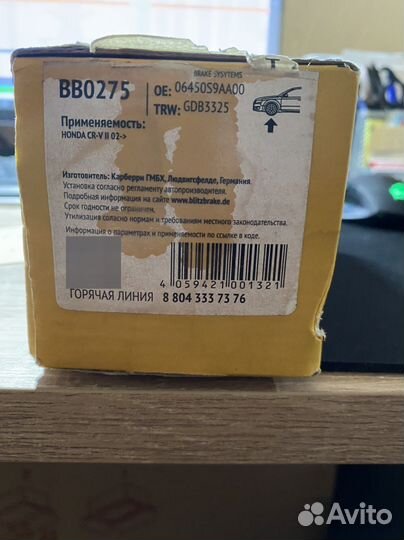 BRAKE SYSYTEMS
BB0275
OE: 06450S9AA00
TRW: GDB3325
Применяемость:
HONDA CR-V II 02->
Изготовитель: Карберри ГМБХ, Людвигсфельде, Германия.
Установка согласно регламенту автопроизводителя.
Подробная информация на сайте www.blitzbrake.de
Срок годности не ограничен.
Утилизация согласно нормам и требованиям местного законодательства.
Информация о параметрах и применяемости по ссылке в коде.
4 059421 001321
ГОРЯЧАЯ ЛИНИЯ 8 804 333 73 76
Avito